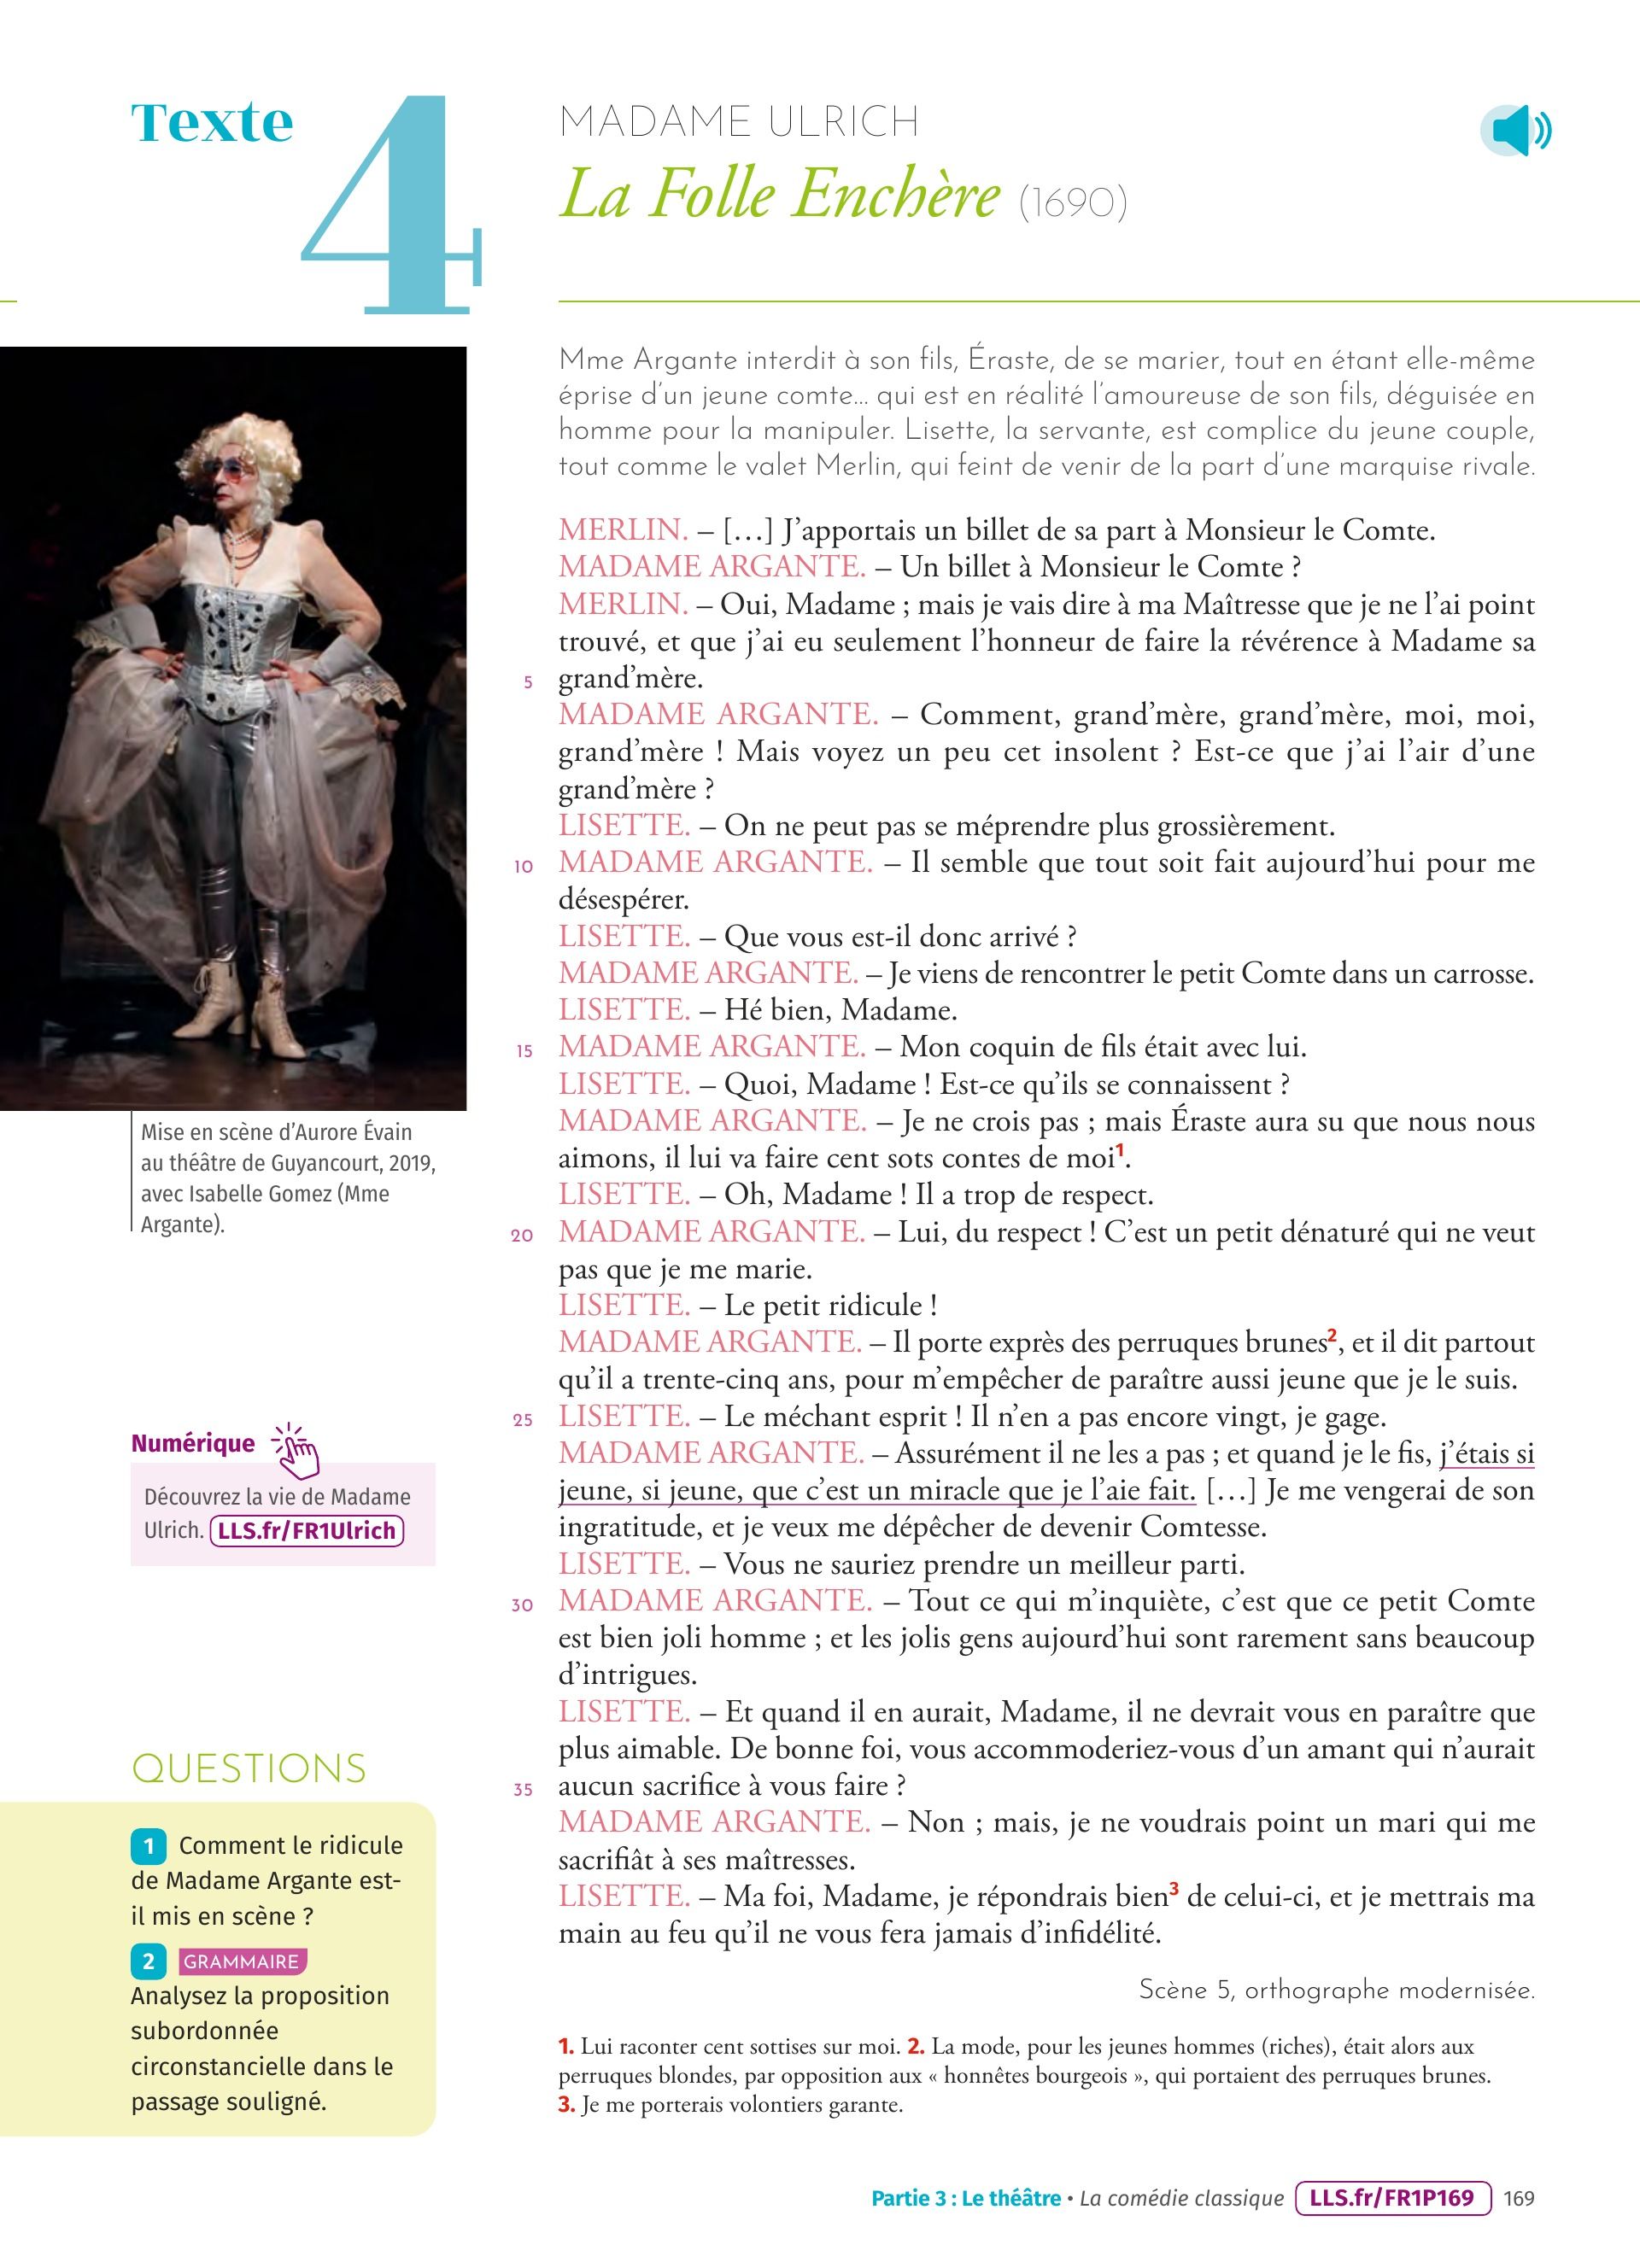 Texte 4
MADAME ULRICH
La Folle Enchère (1690)
Mme Argante interdit à son fils, Éraste, de se marier, tout en étant elle-même
éprise d’un jeune comte… qui est en réalité l’amoureuse de son fils, déguisée en
homme pour la manipuler. Lisette, la servante, est complice du jeune couple,
tout comme le valet Merlin, qui feint de venir de la part d’une marquise rivale.
MERLIN. – […] J’apportais un billet de sa part à Monsieur le Comte.
MADAME ARGANTE. – Un billet à Monsieur le Comte ?
MERLIN. – Oui, Madame ; mais je vais dire à ma Maîtresse que je ne l’ai point
trouvé, et que j’ai eu seulement l’honneur de faire la révérence à Madame sa
5 grand’mère.
MADAME ARGANTE. – Comment, grand’mère, grand’mère, moi, moi,
grand’mère ! Mais voyez un peu cet insolent ? Est-ce que j’ai l’air d’une
grand’mère ?
LISETTE. – On ne peut pas se méprendre plus grossièrement.
10 MADAME ARGANTE. – Il semble que tout soit fait aujourd’hui pour me
désespérer.
LISETTE. – Que vous est-il donc arrivé ?
MADAME ARGANTE. – Je viens de rencontrer le petit Comte dans un carrosse.
LISETTE. – Hé bien, Madame.
15 MADAME ARGANTE. – Mon coquin de fils était avec lui.
LISETTE. – Quoi, Madame ! Est-ce qu’ils se connaissent ?
MADAME ARGANTE. – Je ne crois pas ; mais Éraste aura su que nous nous
aimons, il lui va faire cent sots contes de moi1.
LISETTE. – Oh, Madame ! Il a trop de respect.
20 MADAME ARGANTE. – Lui, du respect ! C’est un petit dénaturé qui ne veut
pas que je me marie.
LISETTE. – Le petit ridicule !
MADAME ARGANTE. – Il porte exprès des perruques brunes2, et il dit partout
qu’il a trente-cinq ans, pour m’empêcher de paraître aussi jeune que je le suis.
25 LISETTE. – Le méchant esprit ! Il n’en a pas encore vingt, je gage.
MADAME ARGANTE. – Assurément il ne les a pas ; et quand je le fis, j’étais si
jeune, si jeune, que c’est un miracle que je l’aie fait. […] Je me vengerai de son
ingratitude, et je veux me dépêcher de devenir Comtesse.
LISETTE. – Vous ne sauriez prendre un meilleur parti.
30 MADAME ARGANTE. – Tout ce qui m’inquiète, c’est que ce petit Comte
est bien joli homme ; et les jolis gens aujourd’hui sont rarement sans beaucoup
d’intrigues.
LISETTE. – Et quand il en aurait, Madame, il ne devrait vous en paraître que
plus aimable. De bonne foi, vous accommoderiez-vous d’un amant qui n’aurait
35 aucun sacrifice à vous faire ?
MADAME ARGANTE. – Non ; mais, je ne voudrais point un mari qui me
sacrifiât à ses maîtresses.
LISETTE. – Ma foi, Madame, je répondrais bien3 de celui-ci, et je mettrais ma
main au feu qu’il ne vous fera jamais d’infidélité.
Scène 5, orthographe modernisée.
1. Lui raconter cent sottises sur moi. 2. La mode, pour les jeunes hommes (riches), était alors aux
perruques blondes, par opposition aux « honnêtes bourgeois », qui portaient des perruques brunes.
3. Je me porterais volontiers garante.
Mise en scène d’Aurore Évain
au théâtre de Guyancourt, 2019,
avec Isabelle Gomez (Mme
Argante).
Numérique
Découvrez la vie de Madame
Ulrich. LLS.fr/FR1Ulrich
QUESTIONS
1 Comment le ridicule
de Madame Argante est-
il mis en scène ?
2 GRAMMAIRE
Analysez la proposition
subordonnée
circonstancielle dans le
passage souligné.
Partie 3 : Le théâtre • La comédie classique LLS.fr/FR1P169 169